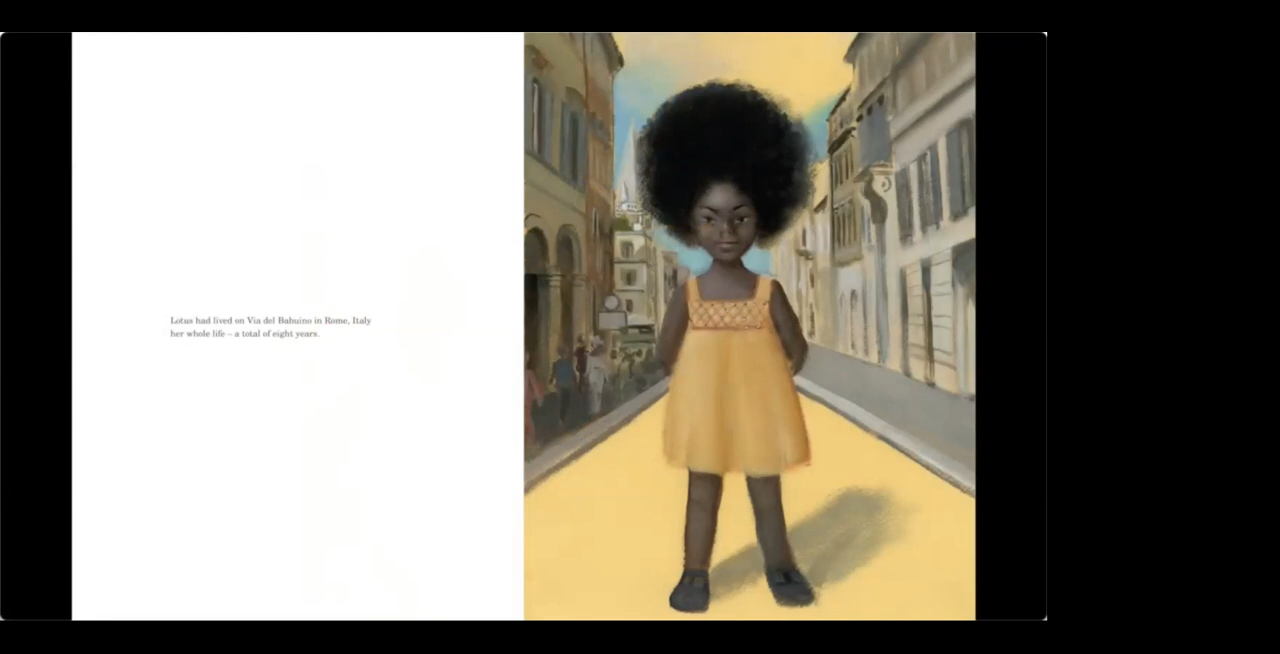 Lotus had lived on Via del Babuino in Rome, Italy
her whole life – a total of eight years.